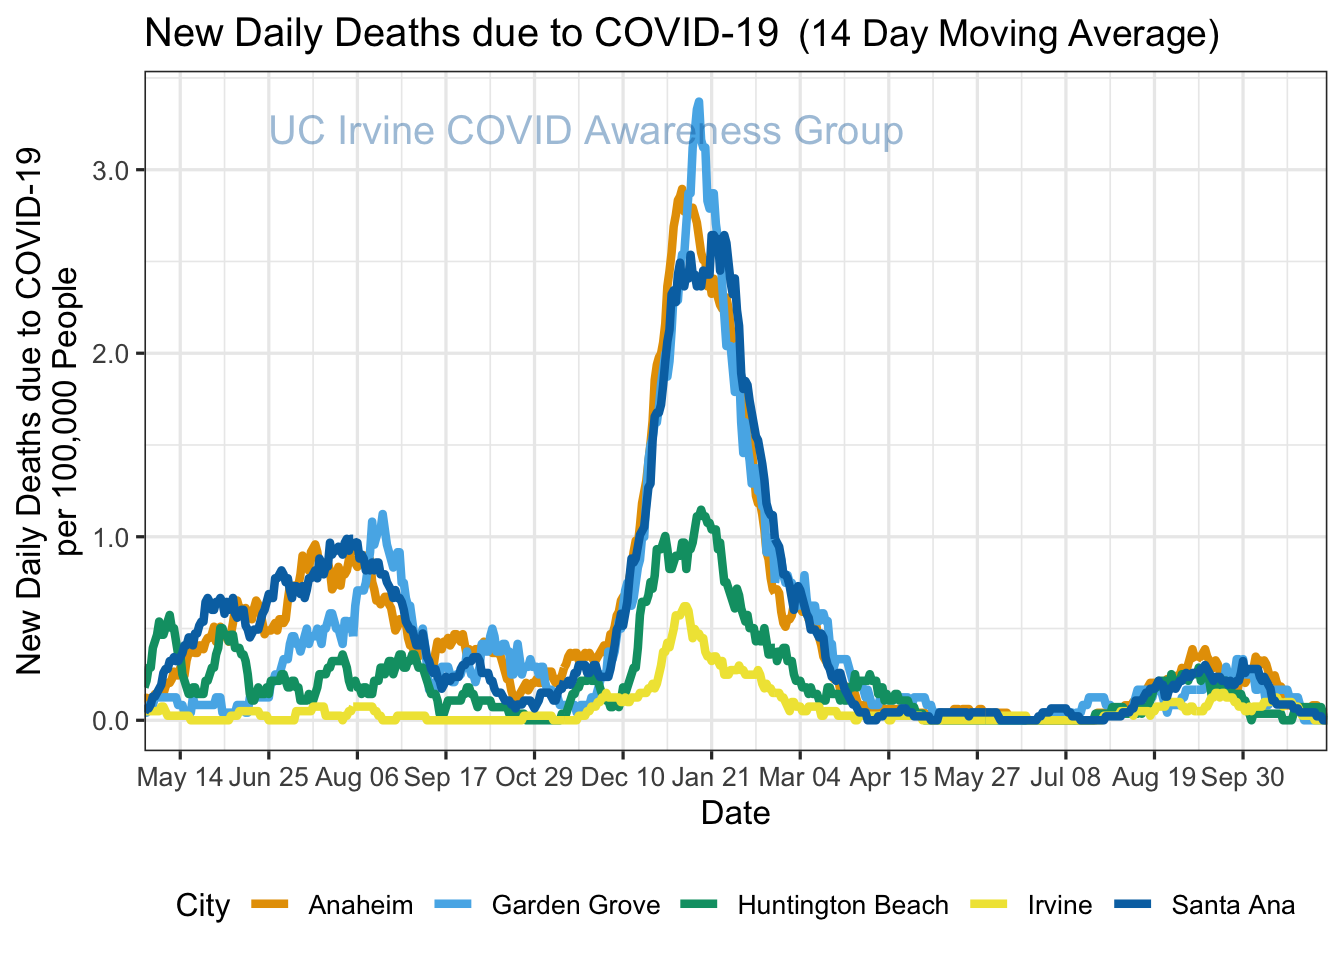 New Daily Deaths due to COVID-19 (14 Day Moving Average)
UC Irvine COVID Awareness Group
New Daily Deaths due to COVID-19
per 100,000 People
3.0
2.0
1.0
0.0
May 14 Jun 25 Aug 06 Sep 17 Oct 29 Dec 10 Jan 21 Mar 04 Apr 15 May 27 Jul 08 Aug 19 Sep 30
Date
City Anaheim Garden Grove Huntington Beach Irvine Santa Ana